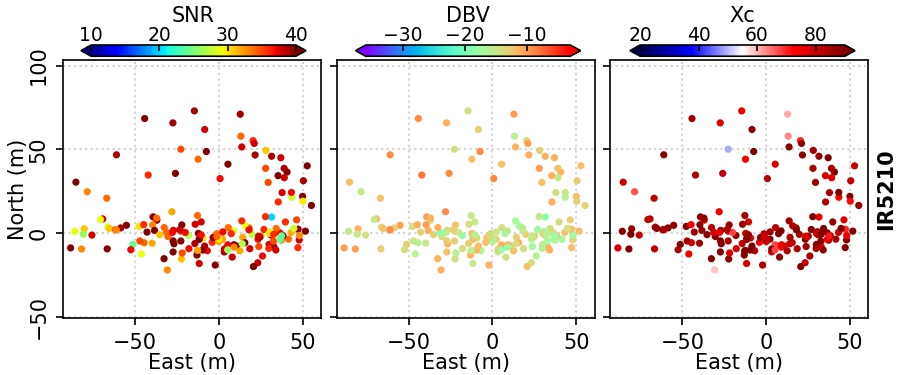 SNR DBV Xc
10 20 30 40 −30 −20 −10 20 40 60 80
100
50
0
−50
North (m)
IR5210
−50 0 50 −50 0 50 −50 0 50
East (m) East (m) East (m)